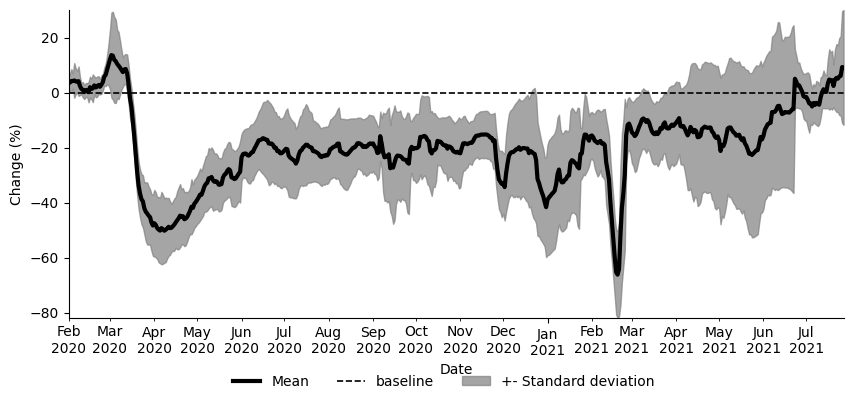 20
0
−20
−40
−60
−80
Change (%)
Feb Mar Apr May Jun Jul Aug Sep Oct Nov Dec Jan Feb Mar Apr May Jun Jul
2020 2020 2020 2020 2020 2020 2020 2020 2020 2020 2020 2021 2021 2021 2021 2021 2021 2021
Date
Mean baseline +- Standard deviation